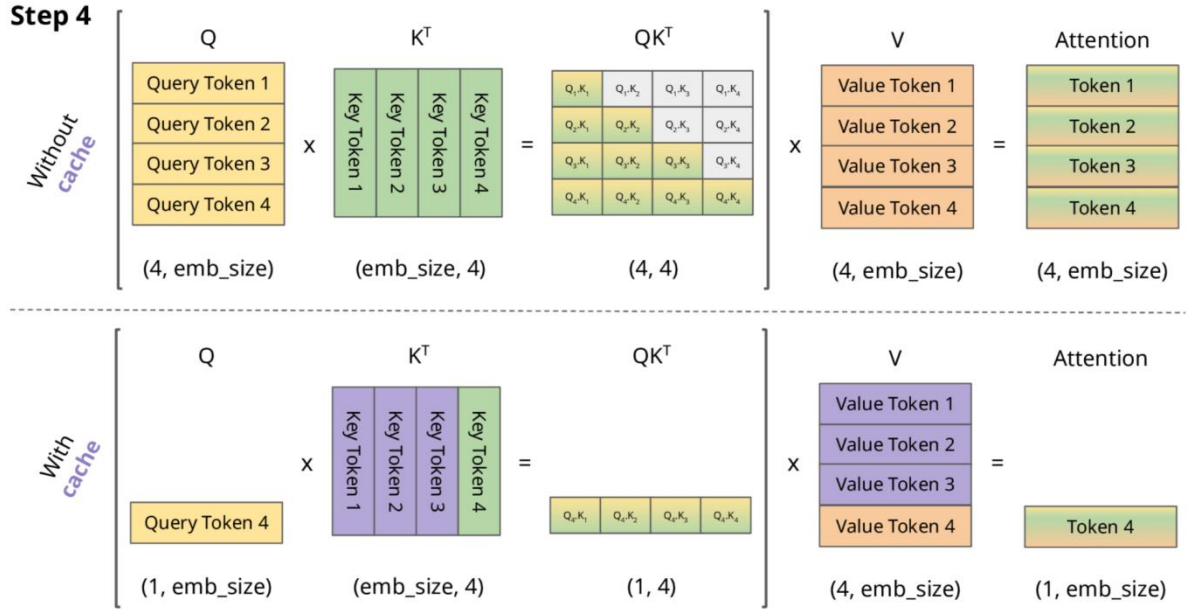 Step 4
Without
cache
Q
Query Token 1
Query Token 2
Query Token 3
Query Token 4
(4, emb_size)
x
Kᵀ
Key Token 1
Key Token 2
Key Token 3
Key Token 4
(emb_size, 4)
=
QKᵀ
Q₁.K₁ Q₁.K₂ Q₁.K₃ Q₁.K₄
Q₂.K₁ Q₂.K₂ Q₂.K₃ Q₂.K₄
Q₃.K₁ Q₃.K₂ Q₃.K₃ Q₃.K₄
Q₄.K₁ Q₄.K₂ Q₄.K₃ Q₄.K₄
(4, 4)
x
V
Value Token 1
Value Token 2
Value Token 3
Value Token 4
(4, emb_size)
=
Attention
Token 1
Token 2
Token 3
Token 4
(4, emb_size)
With
cache
Q
Query Token 4
(1, emb_size)
x
Kᵀ
Key Token 1
Key Token 2
Key Token 3
Key Token 4
(emb_size, 4)
=
QKᵀ
Q₄.K₁ Q₄.K₂ Q₄.K₃ Q₄.K₄
(1, 4)
x
V
Value Token 1
Value Token 2
Value Token 3
Value Token 4
(4, emb_size)
=
Attention
Token 4
(1, emb_size)